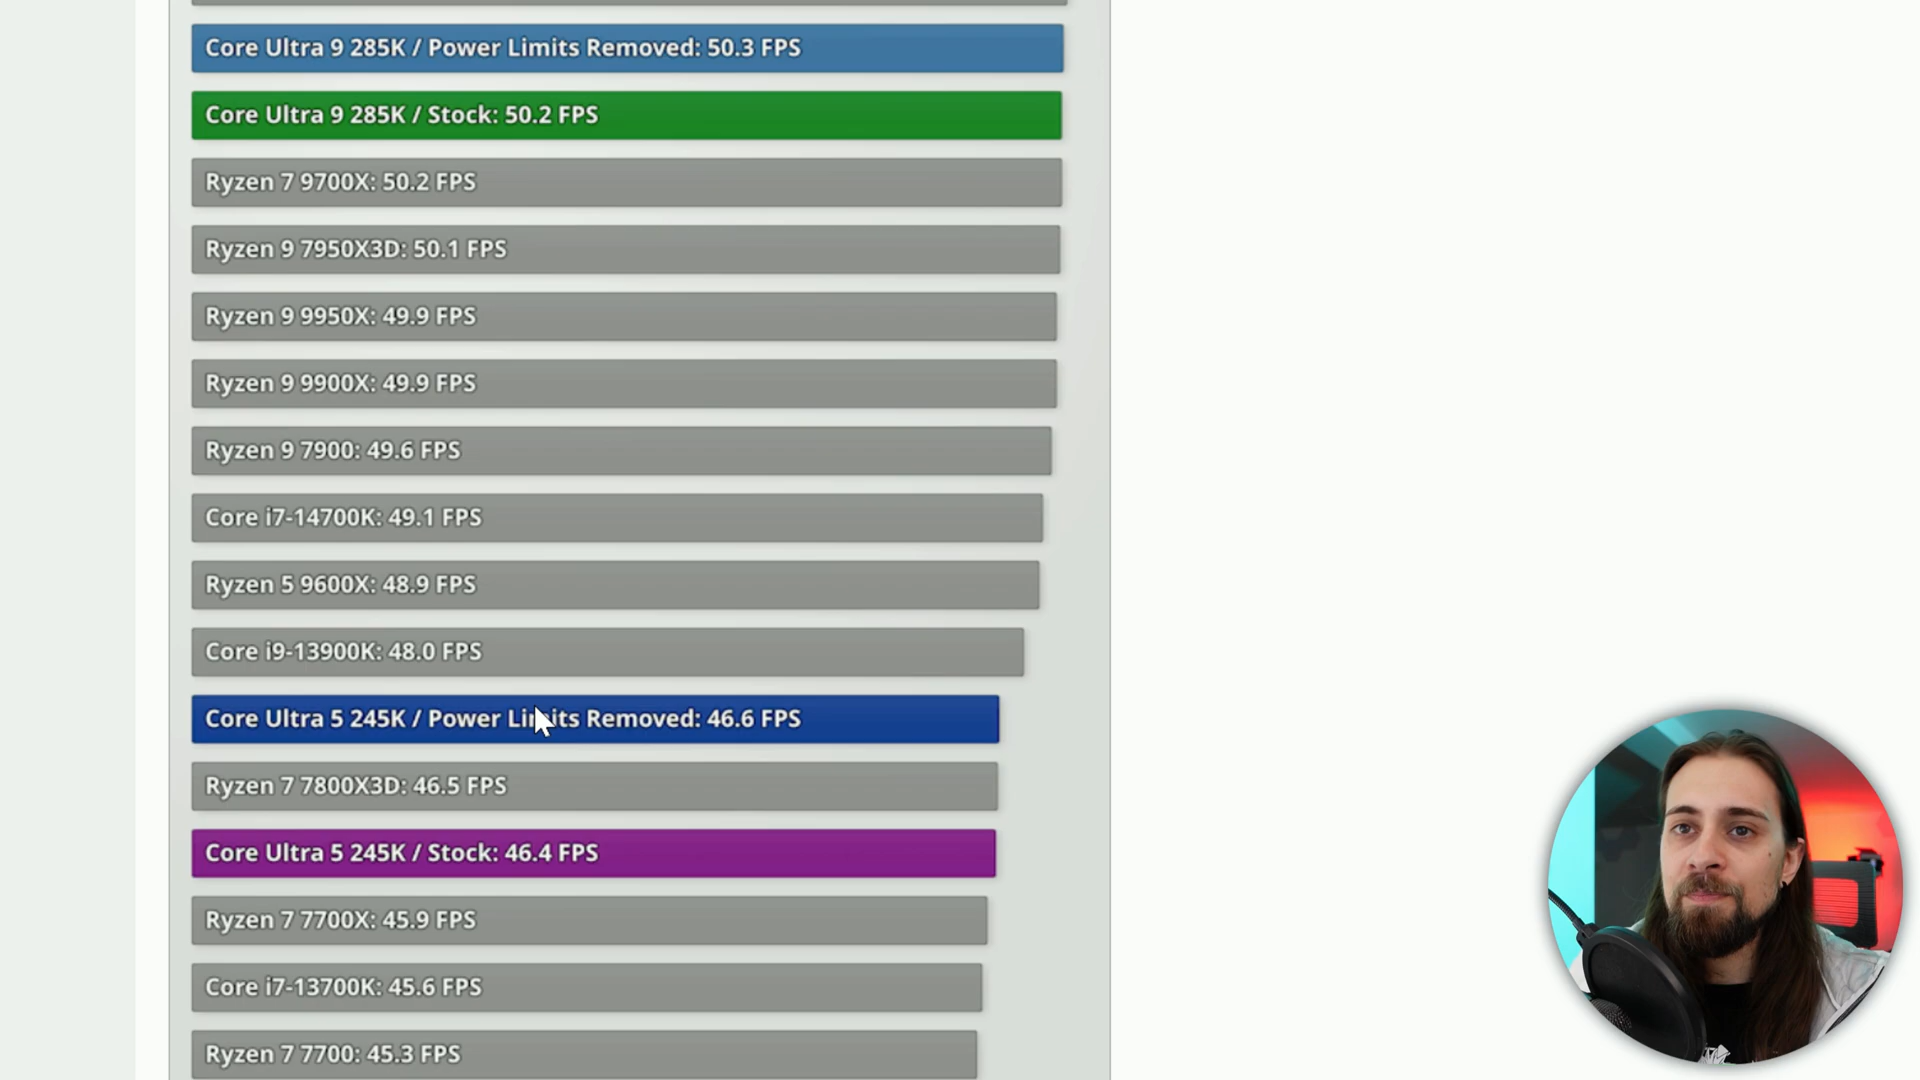 Core Ultra 9 285K / Power Limits Removed: 50.3 FPS
Core Ultra 9 285K / Stock: 50.2 FPS
Ryzen 7 9700X: 50.2 FPS
Ryzen 9 7950X3D: 50.1 FPS
Ryzen 9 9950X: 49.9 FPS
Ryzen 9 9900X: 49.9 FPS
Ryzen 9 7900: 49.6 FPS
Core i7-14700K: 49.1 FPS
Ryzen 5 9600X: 48.9 FPS
Core i9-13900K: 48.0 FPS
Core Ultra 5 245K / Power Limits Removed: 46.6 FPS
Ryzen 7 7800X3D: 46.5 FPS
Core Ultra 5 245K / Stock: 46.4 FPS
Ryzen 7 7700X: 45.9 FPS
Core i7-13700K: 45.6 FPS
Ryzen 7 7700: 45.3 FPS